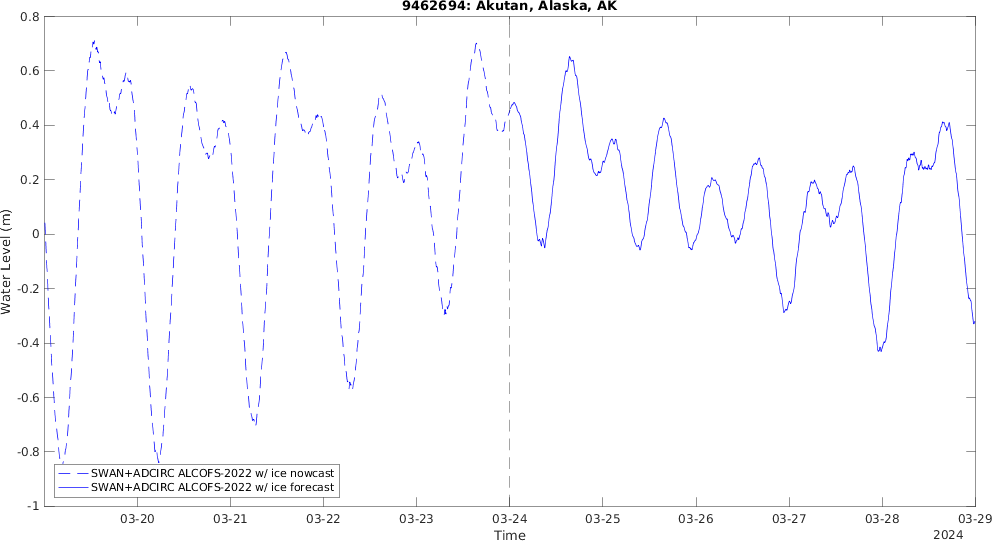 9462694: Akutan, Alaska, AK
0.8
0.6
0.4
0.2
0
-0.2
-0.4
-0.6
-0.8
-1
Water Level (m)
SWAN+ADCIRC ALCOFS-2022 w/ ice nowcast
SWAN+ADCIRC ALCOFS-2022 w/ ice forecast
03-20 03-21 03-22 03-23 03-24 03-25 03-26 03-27 03-28 03-29
Time
2024